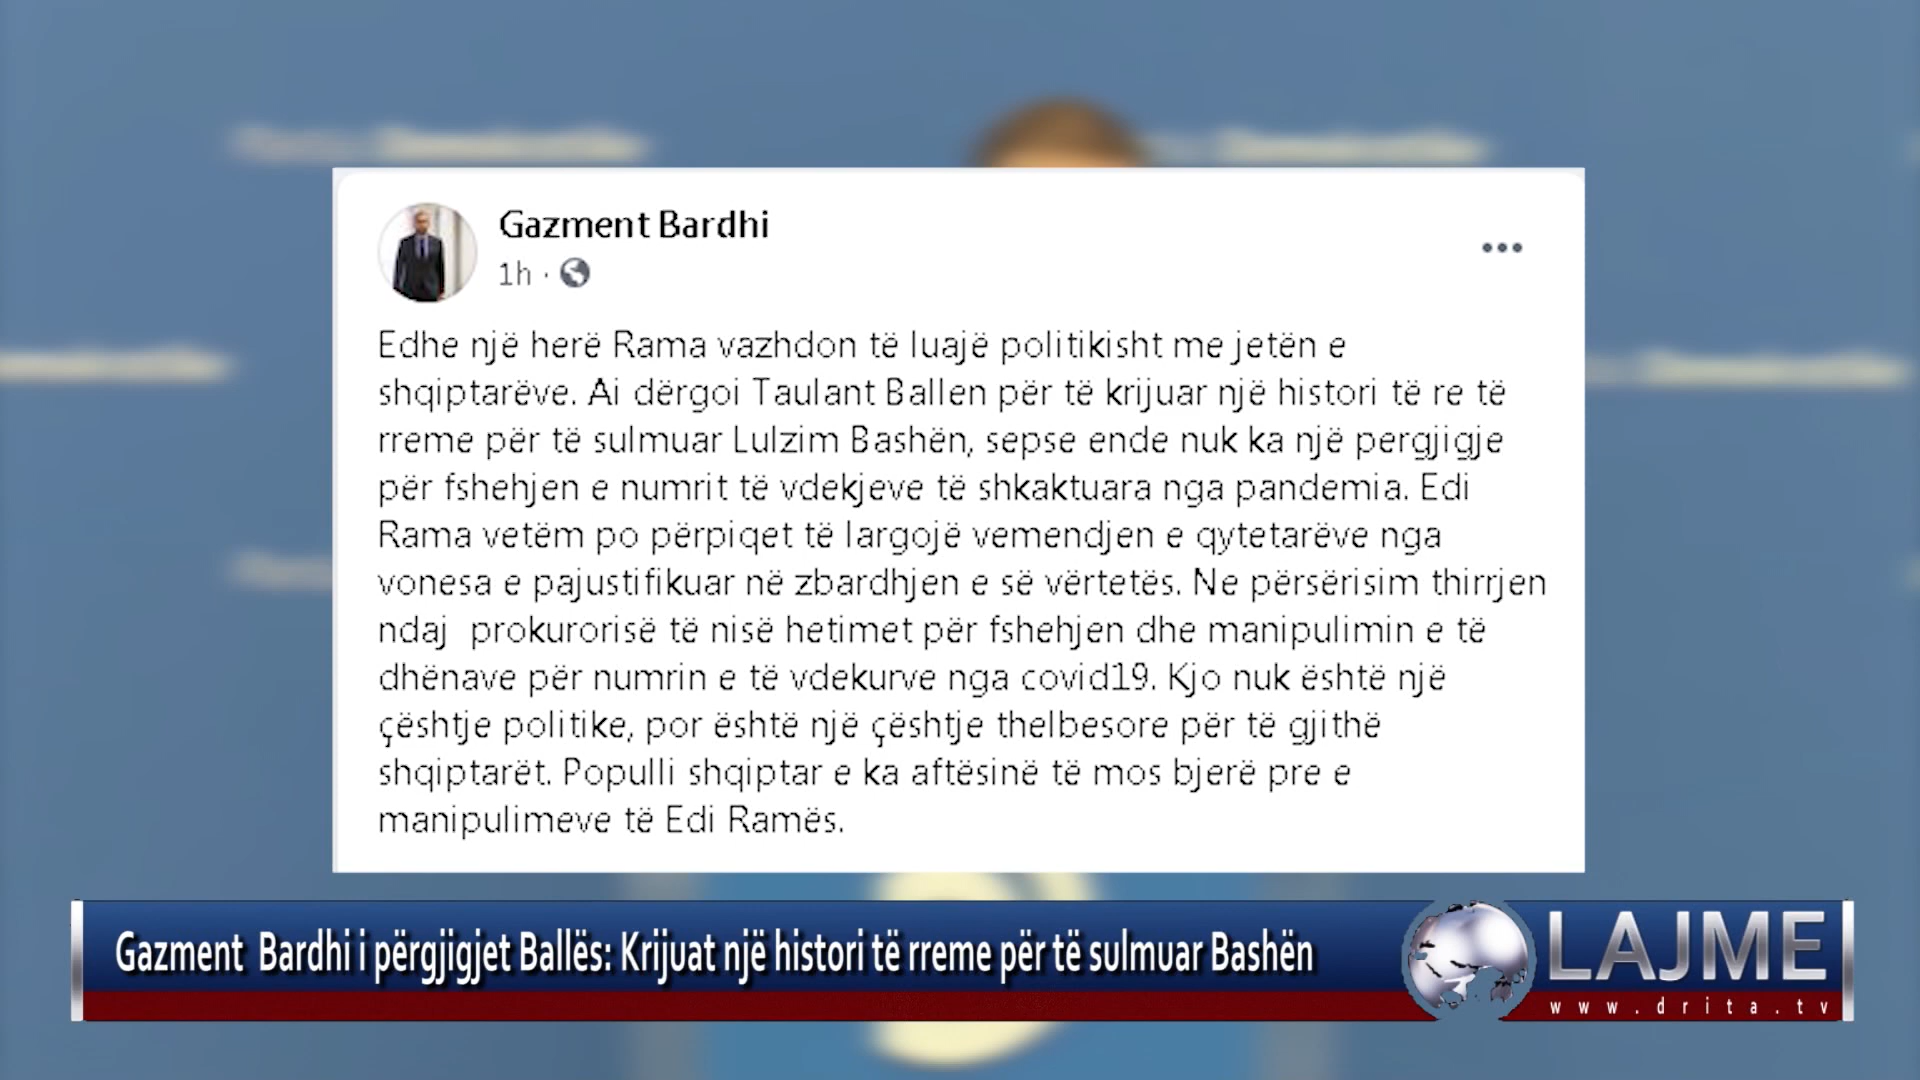 Gazment Bardhi
1h ·
Edhe një herë Rama vazhdon të luajë politikisht me jetën e
shqiptarëve. Ai dërgoi Taulant Ballen për të krijuar një histori të re të
rreme për të sulmuar Lulzim Bashën, sepse ende nuk ka një pergjigje
për fshehjen e numrit të vdekjeve të shkaktuara nga pandemia. Edi
Rama vetëm po përpiqet të largojë vemendjen e qytetarëve nga
vonesa e pajustifikuar në zbardhjen e së vërtetës. Ne përsërisim thirrjen
ndaj  prokurorisë të nisë hetimet për fshehjen dhe manipulimin e të
dhënave për numrin e të vdekurve nga covid19. Kjo nuk është një
çështje politike, por është një çështje thelbesore për të gjithë
shqiptarët. Populli shqiptar e ka aftësinë të mos bjerë pre e
manipulimeve të Edi Ramës.
Gazment  Bardhi i përgjigjet Ballës: Krijuat një histori të rreme për të sulmuar Bashën
LAJME
www.drita.tv